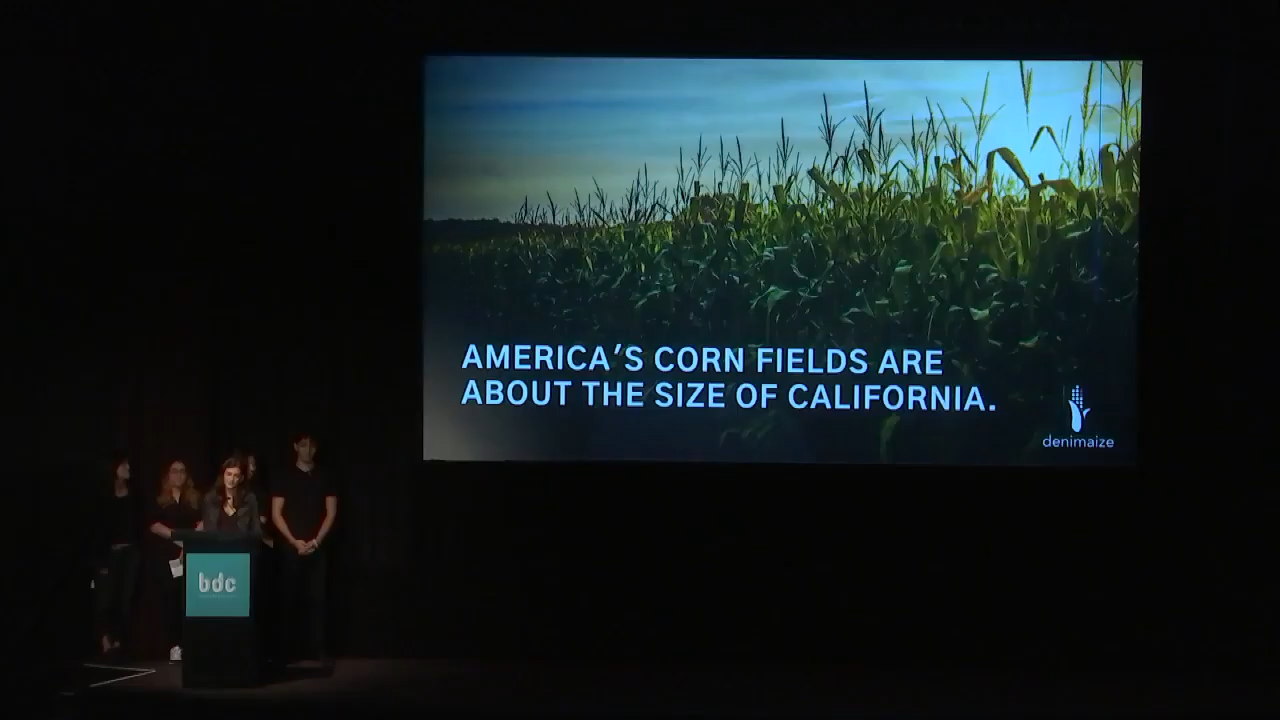 AMERICA'S CORN FIELDS ARE
ABOUT THE SIZE OF CALIFORNIA.
denimaize
bdc